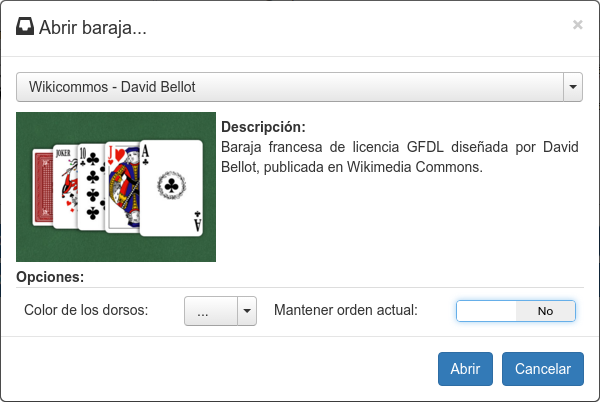 Abrir baraja...
×
Wikicommos - David Bellot
JOKER
10
J
A
A
Descripción:
Baraja francesa de licencia GFDL diseñada por David
Bellot, publicada en Wikimedia Commons.
Opciones:
Color de los dorsos: ... Mantener orden actual: No
Abrir Cancelar